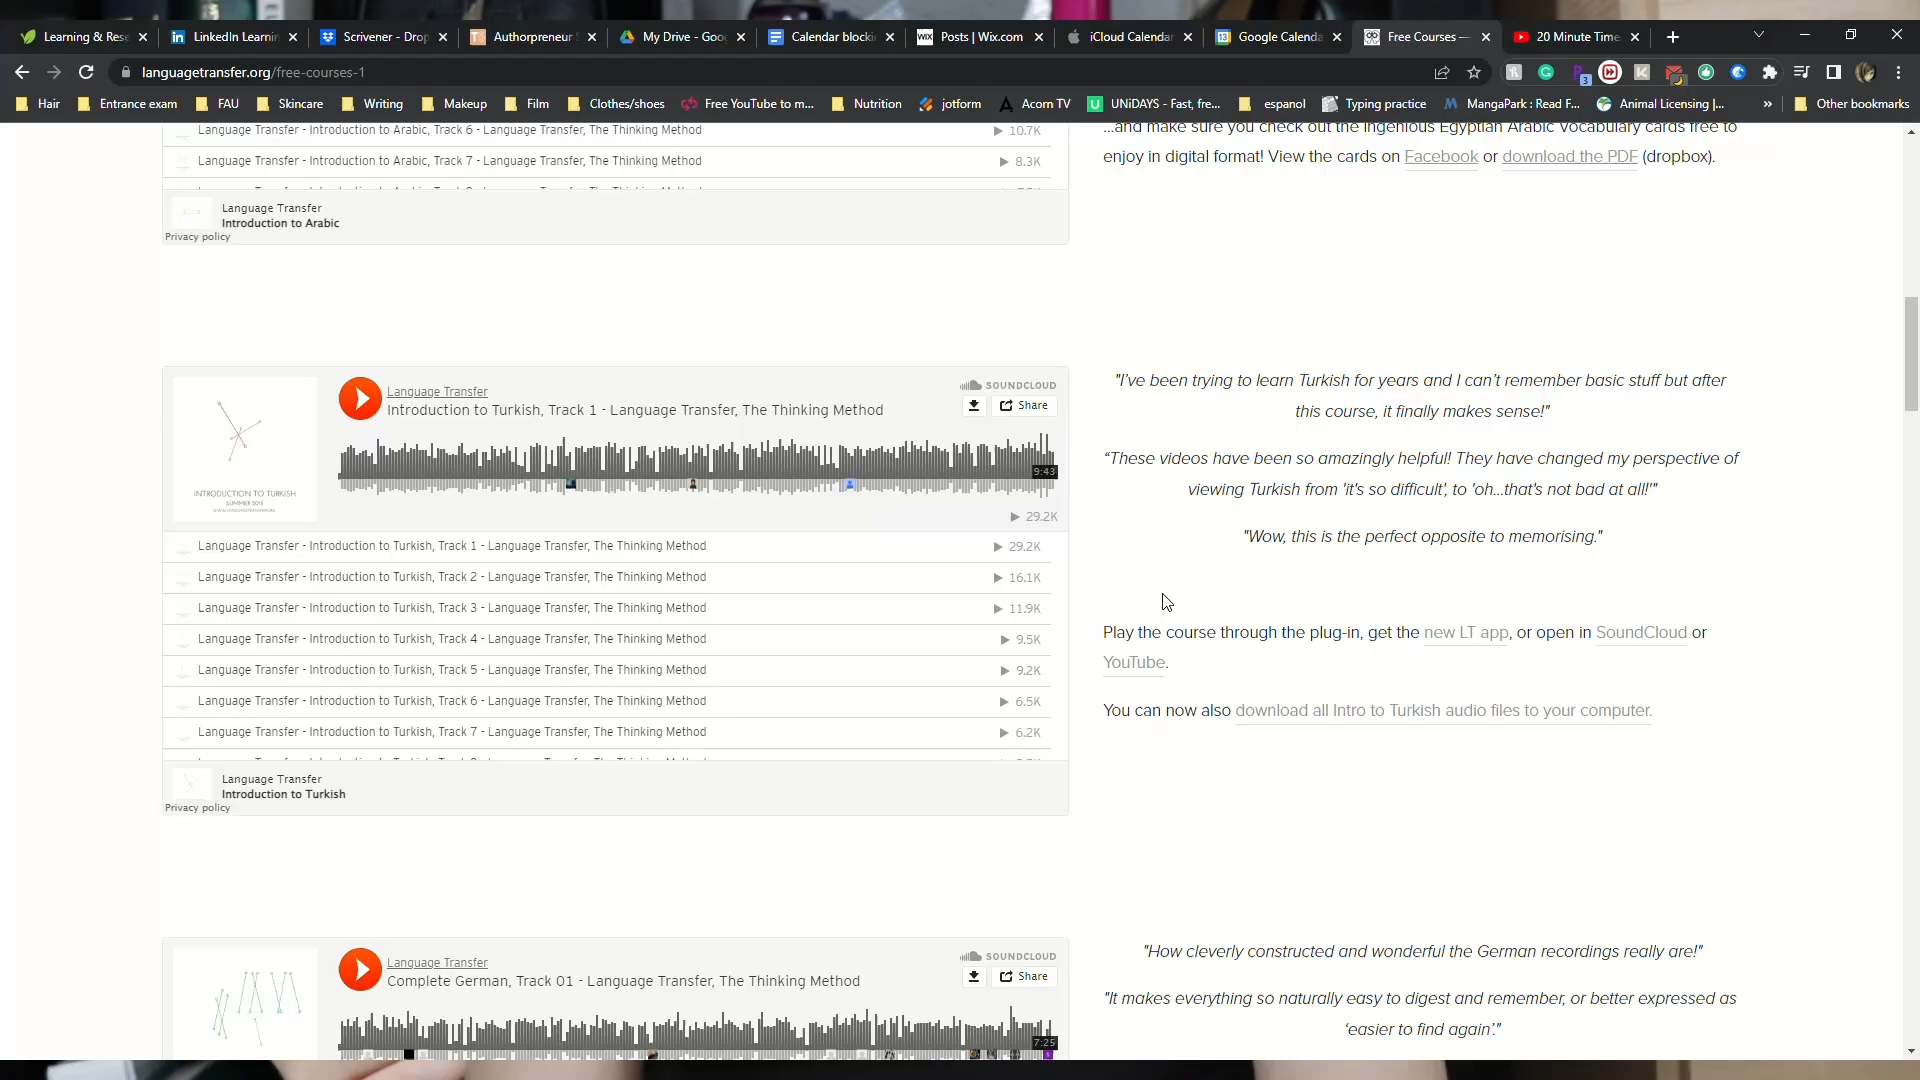 Learning & Rese
LinkedIn Learnin
Scrivener - Drop
Authorpreneur S
My Drive - Goo
Calendar blocki
Posts | Wix.com
iCloud Calendar
Google Calenda
Free Courses —
20 Minute Time
languagetransfer.org/free-courses-1
Hair
Entrance exam
FAU
Skincare
Writing
Makeup
Film
Clothes/shoes
Free YouTube to m...
Nutrition
jotform
Acorn TV
UNiDAYS - Fast, fre...
espanol
Typing practice
MangaPark : Read F...
Animal Licensing |...
»
Other bookmarks
Language Transfer - Introduction to Arabic, Track 6 - Language Transfer, The Thinking Method
10.7K
Language Transfer - Introduction to Arabic, Track 7 - Language Transfer, The Thinking Method
8.3K
Language Transfer
Introduction to Arabic
Privacy policy
...and make sure you check out the ingenious Egyptian Arabic Vocabulary cards free to
enjoy in digital format! View the cards on Facebook or download the PDF (dropbox).
INTRODUCTION TO TURKISH
SUMMER 2015
Language Transfer
Introduction to Turkish, Track 1 - Language Transfer, The Thinking Method
SOUNDCLOUD
Share
9:43
29.2K
Language Transfer - Introduction to Turkish, Track 1 - Language Transfer, The Thinking Method
29.2K
Language Transfer - Introduction to Turkish, Track 2 - Language Transfer, The Thinking Method
16.1K
Language Transfer - Introduction to Turkish, Track 3 - Language Transfer, The Thinking Method
11.9K
Language Transfer - Introduction to Turkish, Track 4 - Language Transfer, The Thinking Method
9.5K
Language Transfer - Introduction to Turkish, Track 5 - Language Transfer, The Thinking Method
9.2K
Language Transfer - Introduction to Turkish, Track 6 - Language Transfer, The Thinking Method
6.5K
Language Transfer - Introduction to Turkish, Track 7 - Language Transfer, The Thinking Method
6.2K
Language Transfer
Introduction to Turkish
Privacy policy
"I've been trying to learn Turkish for years and I can't remember basic stuff but after
this course, it finally makes sense!"
"These videos have been so amazingly helpful! They have changed my perspective of
viewing Turkish from 'it's so difficult', to 'oh...that's not bad at all!'"
"Wow, this is the perfect opposite to memorising."
Play the course through the plug-in, get the new LT app, or open in SoundCloud or
YouTube.
You can now also download all Intro to Turkish audio files to your computer.
Language Transfer
Complete German, Track 01 - Language Transfer, The Thinking Method
SOUNDCLOUD
Share
7:25
"How cleverly constructed and wonderful the German recordings really are!"
"It makes everything so naturally easy to digest and remember, or better expressed as
'easier to find again'."